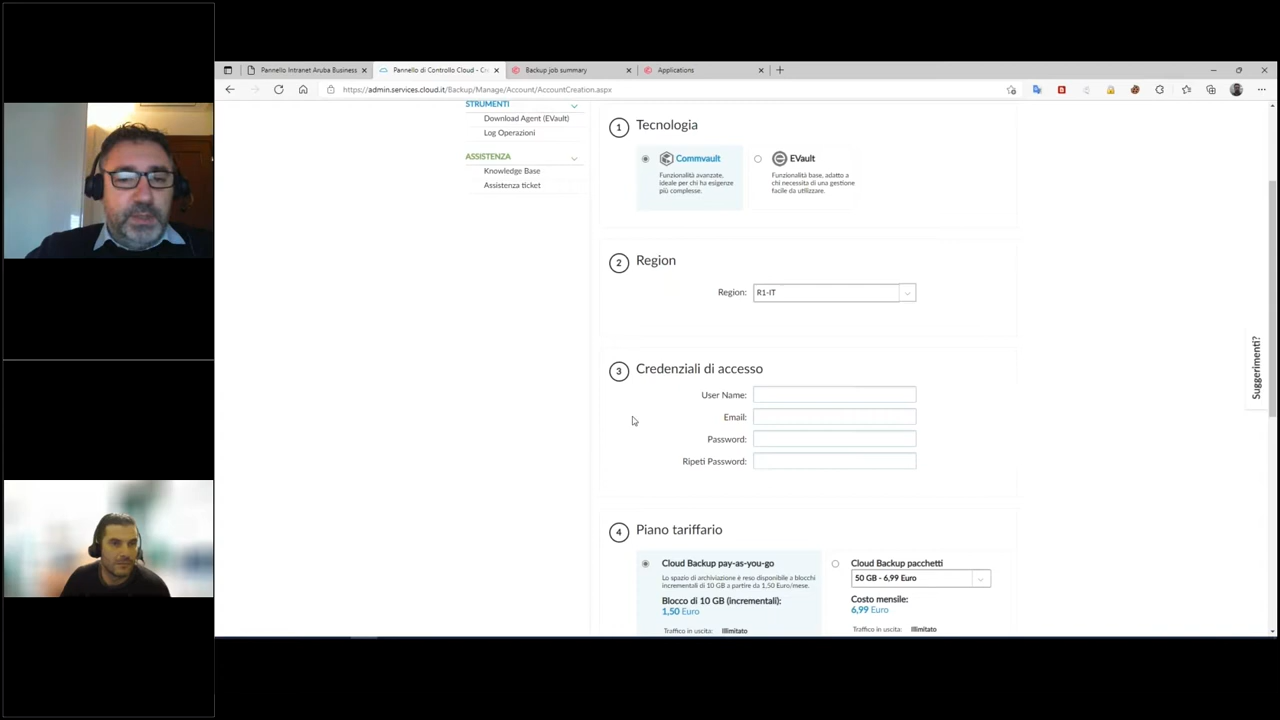 Pannello Intranet Aruba Business
Pannello di Controllo Cloud - Cr
Backup job summary
Applications
https://admin.services.cloud.it/Backup/Manage/Account/AccountCreation.aspx
STRUMENTI
Download Agent (EVault)
Log Operazioni
ASSISTENZA
Knowledge Base
Assistenza ticket
1 Tecnologia
Commvault
Funzionalità avanzate,
ideale per chi ha esigenze
più complesse.
EVault
Funzionalità base, adatto a
chi necessita di una gestione
facile da utilizzare.
2 Region
Region: R1-IT
3 Credenziali di accesso
User Name:
Email:
Password:
Ripeti Password:
4 Piano tariffario
Cloud Backup pay-as-you-go
Lo spazio di archiviazione è reso disponibile a blocchi
incrementali di 10 GB a partire da 1,50 Euro/mese.
Blocco di 10 GB (incrementali):
1,50 Euro
Traffico in uscita: Illimitato
Cloud Backup pacchetti
50 GB - 6,99 Euro
Costo mensile:
6,99 Euro
Traffico in uscita: Illimitato
Suggerimenti?